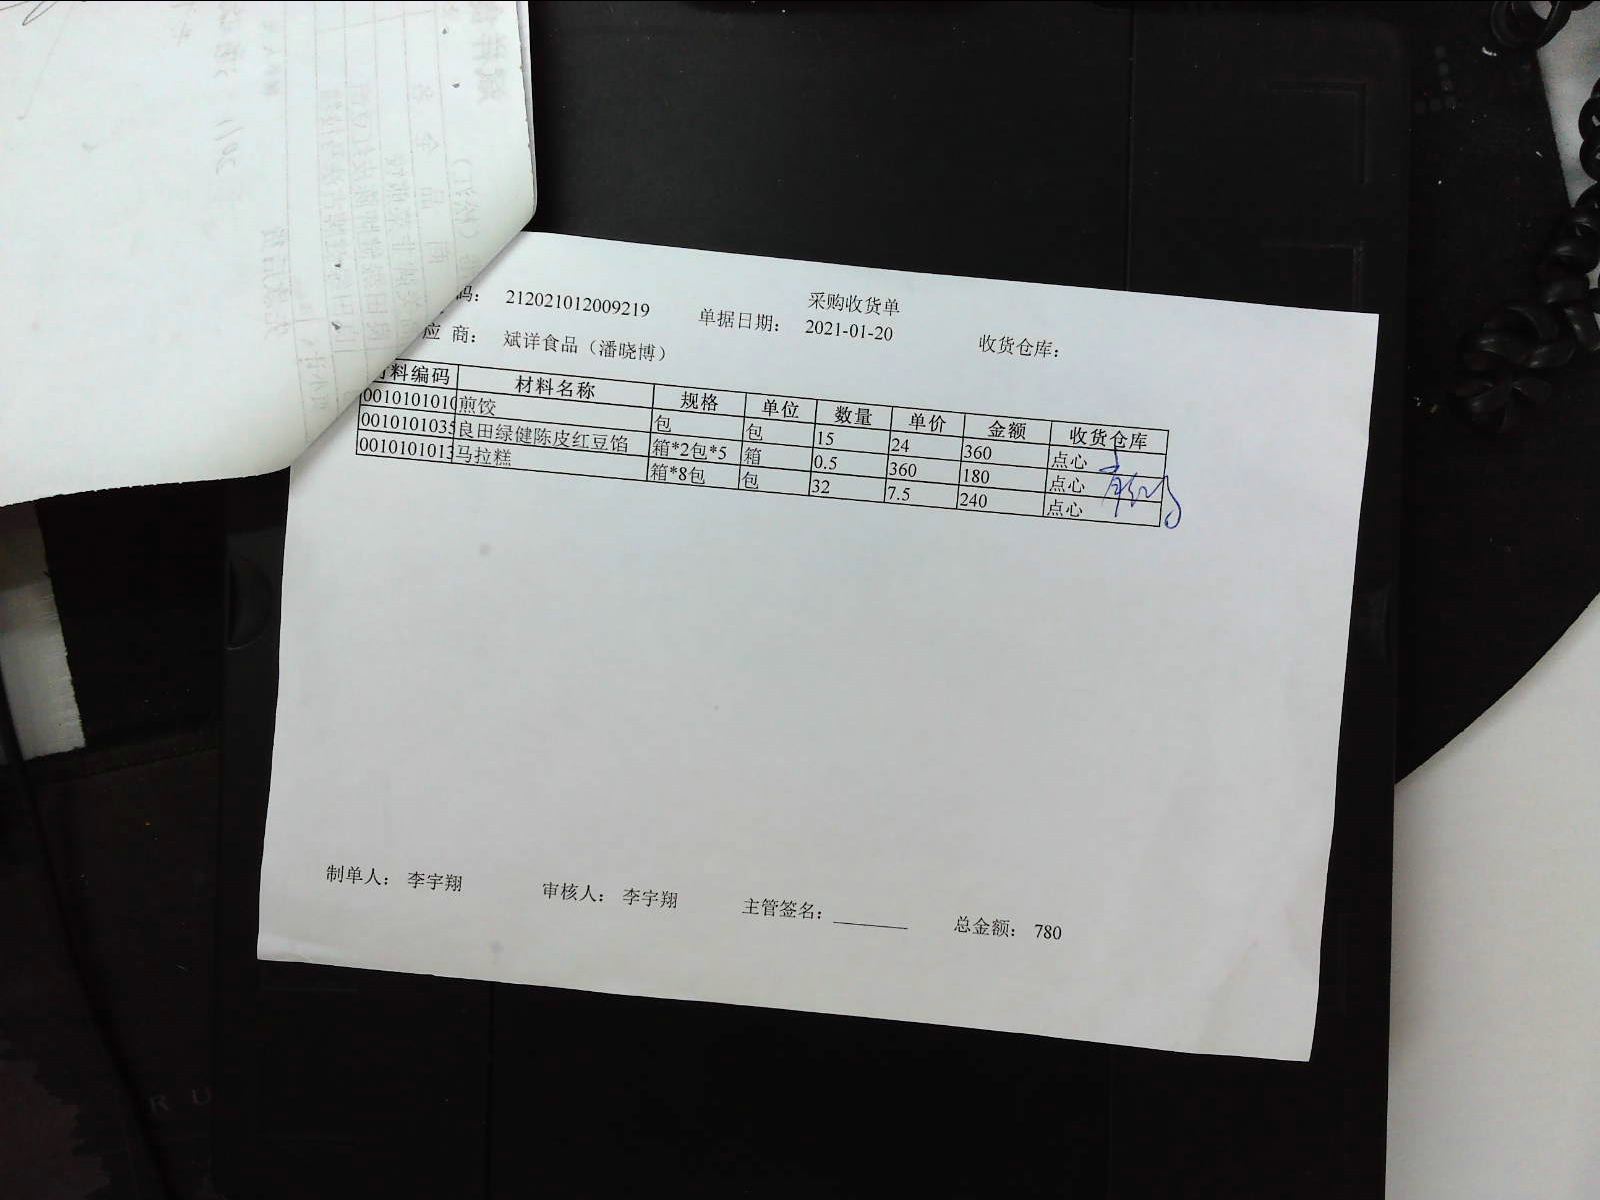 采购收货单
码： 212021012009219 单据日期： 2021-01-20 收货仓库：
应 商： 斌洋食品（潘晓博）
料编码 材料名称 规格 单位 数量 单价 金额 收货仓库
0010101010 煎饺 包 包 15 24 360 点心
0010101035 良田绿健陈皮红豆馅 箱*2包*5 箱 0.5 360 180 点心
0010101013 马拉糕 箱*8包 包 32 7.5 240 点心
制单人： 李宇翔 审核人： 李宇翔 主管签名： 总金额： 780